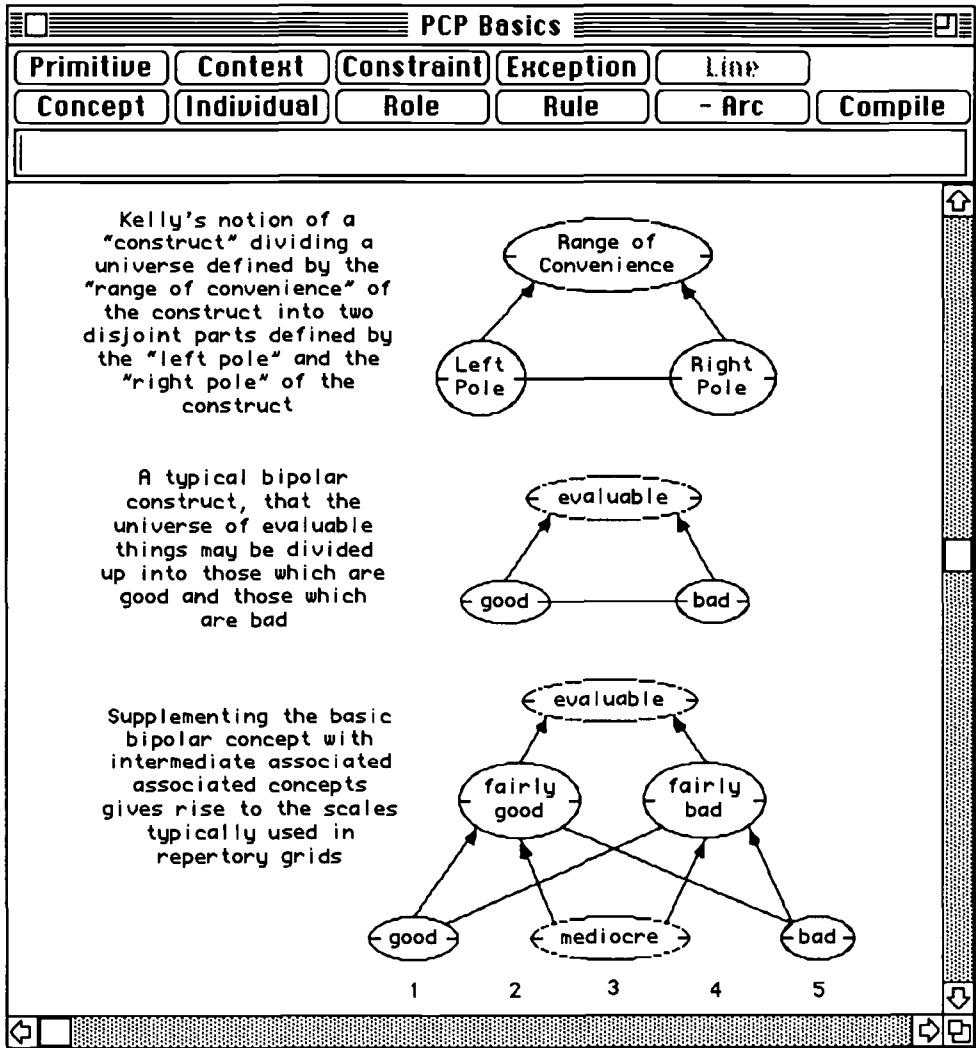 PCP Basics
Primitive Context Constraint Exception Line
Concept Individual Role Rule - Arc Compile
Kelly's notion of a
"construct" dividing a
universe defined by the
"range of convenience" of
the construct into two
disjoint parts defined by
the "left pole" and the
"right pole" of the
construct
Range of
Convenience
Left
Pole
Right
Pole
A typical bipolar
construct, that the
universe of evaluable
things may be divided
up into those which are
good and those which
are bad
evaluable
good
bad
Supplementing the basic
bipolar concept with
intermediate associated
associated concepts
gives rise to the scales
typically used in
repertory grids
evaluable
fairly
good
fairly
bad
good
mediocre
bad
1 2 3 4 5